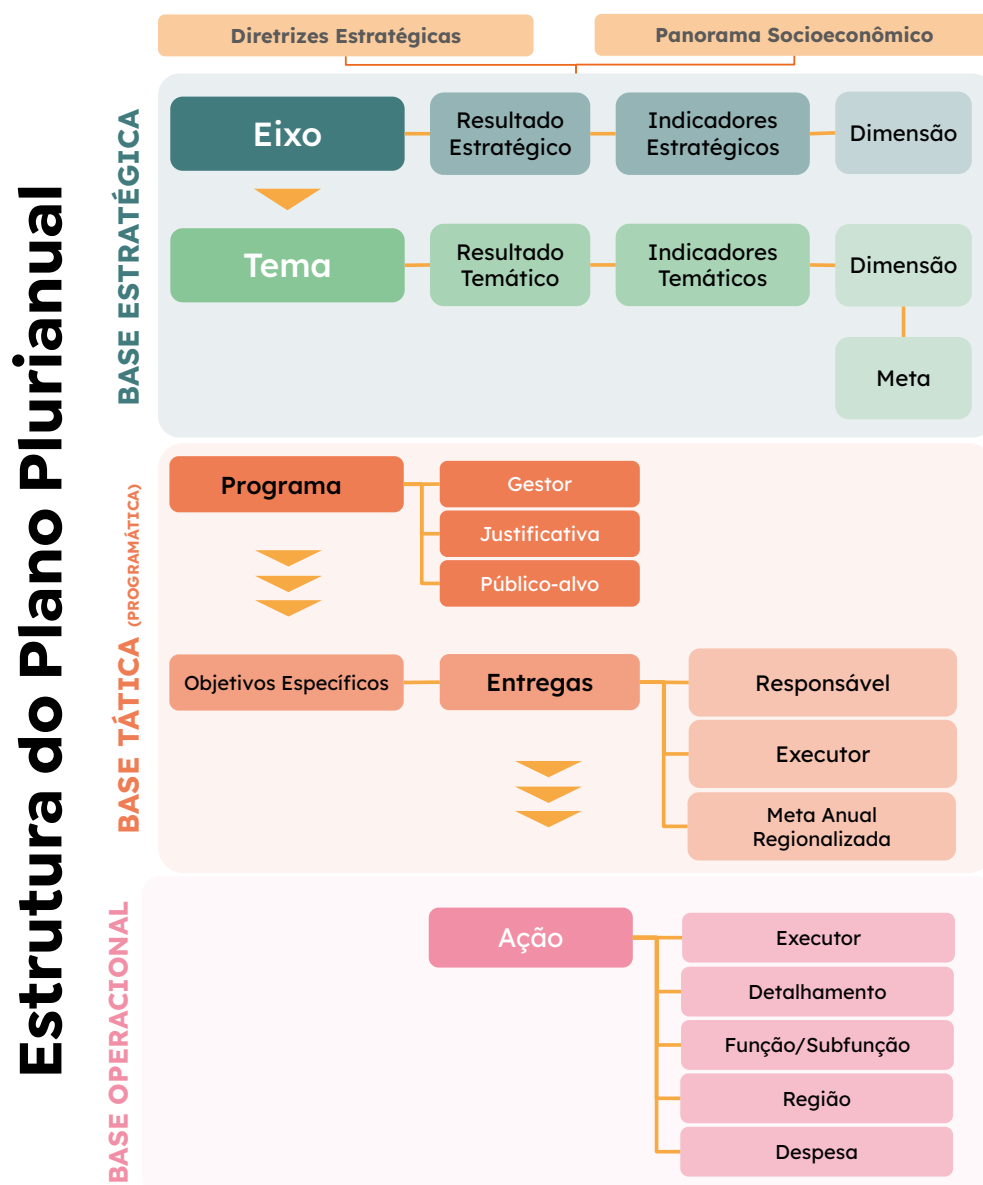 Estrutura do Plano Plurianual
Diretrizes Estratégicas
Panorama Socioeconômico
BASE ESTRATÉGICA
Eixo
Resultado
Estratégico
Indicadores
Estratégicos
Dimensão
Tema
Resultado
Temático
Indicadores
Temáticos
Dimensão
Meta
BASE TÁTICA (PROGRAMÁTICA)
Programa
Gestor
Justificativa
Público-alvo
Objetivos Específicos
Entregas
Responsável
Executor
Meta Anual
Regionalizada
BASE OPERACIONAL
Ação
Executor
Detalhamento
Função/Subfunção
Região
Despesa